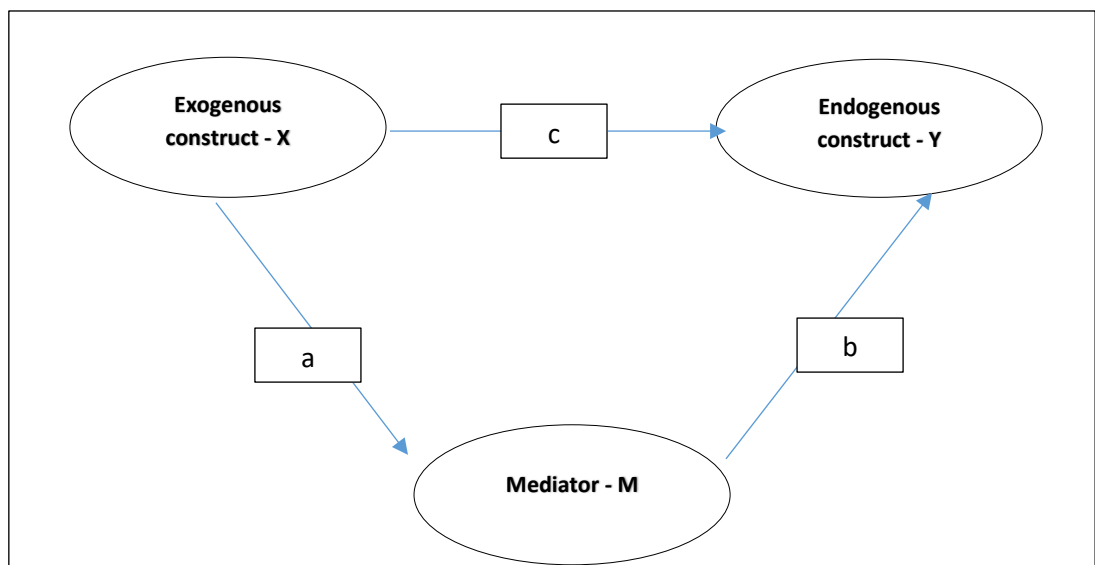 Exogenous
construct - X
c
Endogenous
construct - Y
a
b
Mediator - M